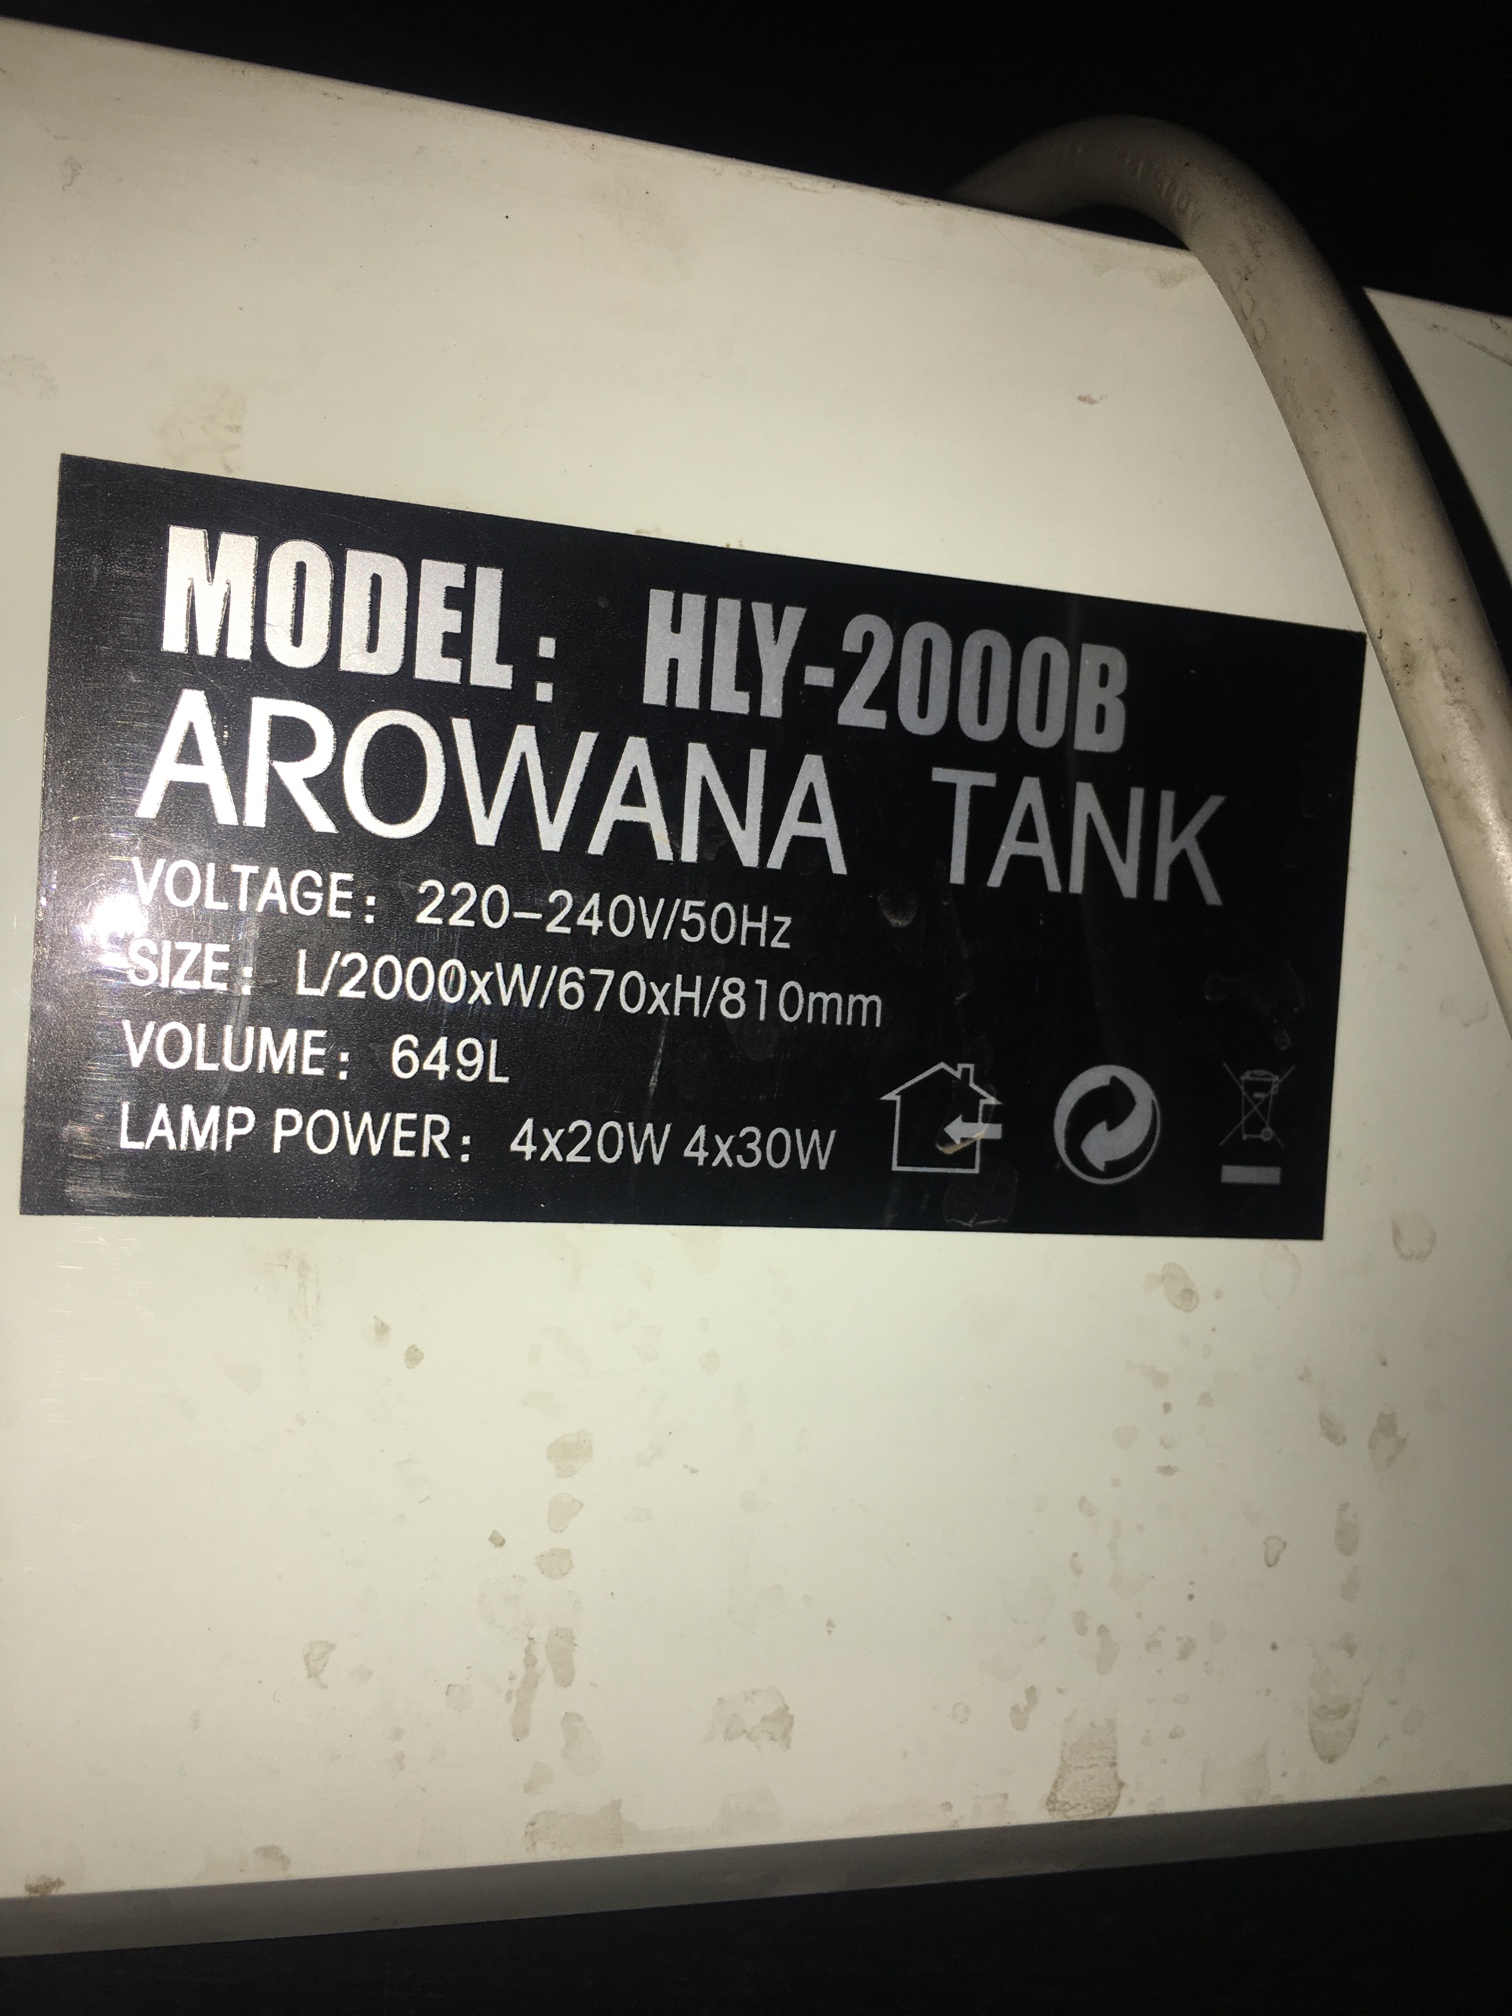 MODEL: HLY-2000B
AROWANA TANK
VOLTAGE: 220-240V/50Hz
SIZE: L/2000xW/670xH/810mm
VOLUME: 649L
LAMP POWER: 4x20W 4x30W